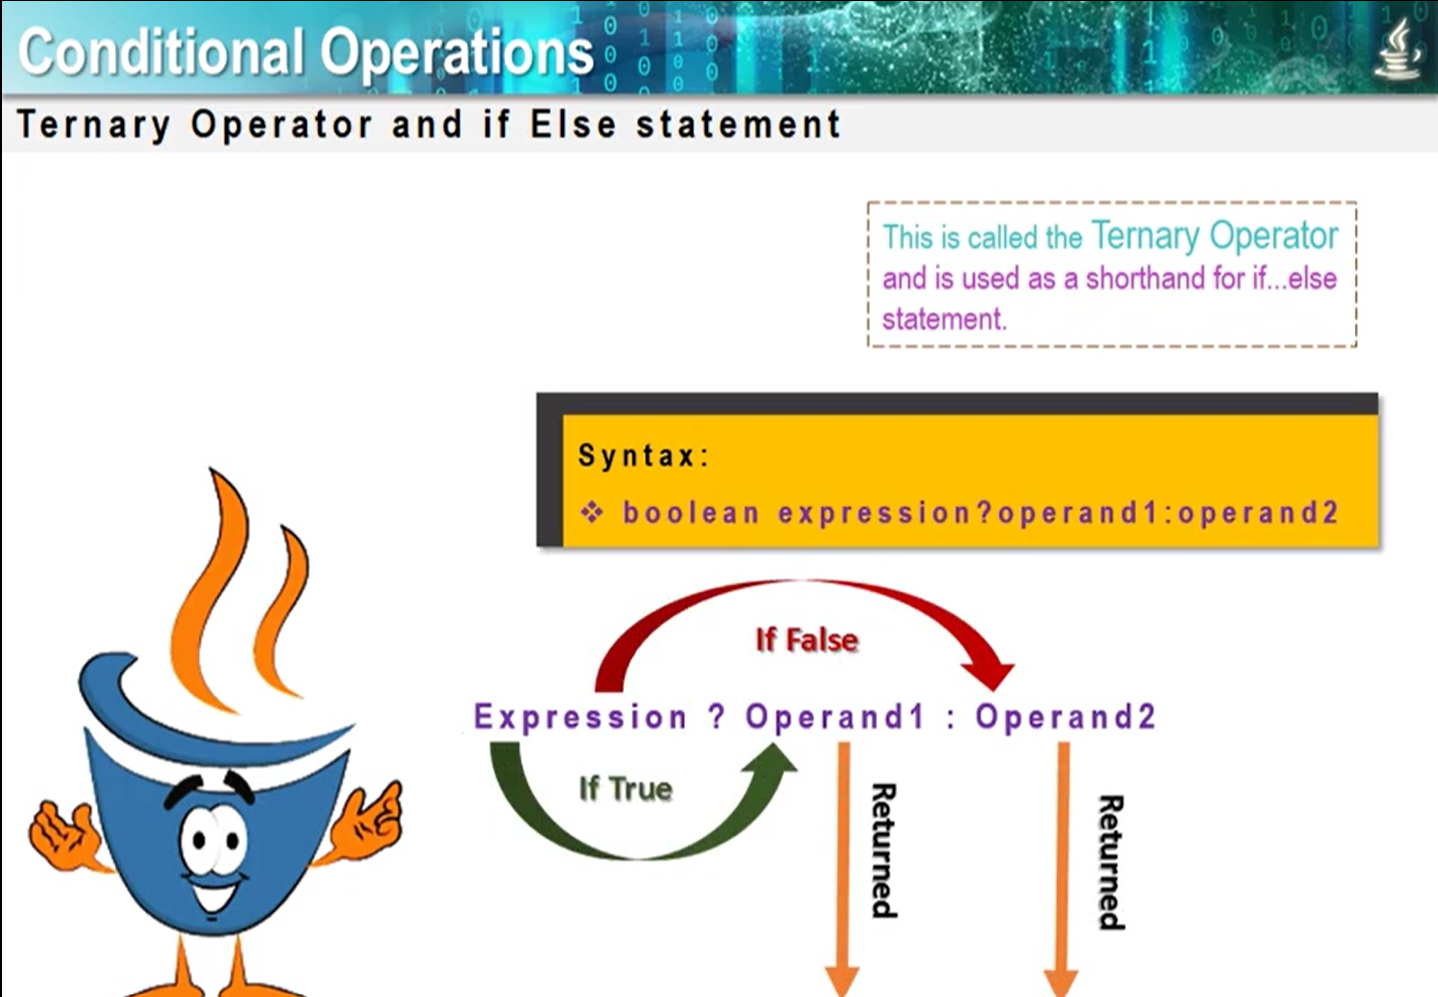 Conditional Operations
Ternary Operator and if Else statement
This is called the Ternary Operator
and is used as a shorthand for if...else
statement.
Syntax:
❖ boolean expression?operand1:operand2
If False
Expression ? Operand1 : Operand2
If True
Returned
Returned